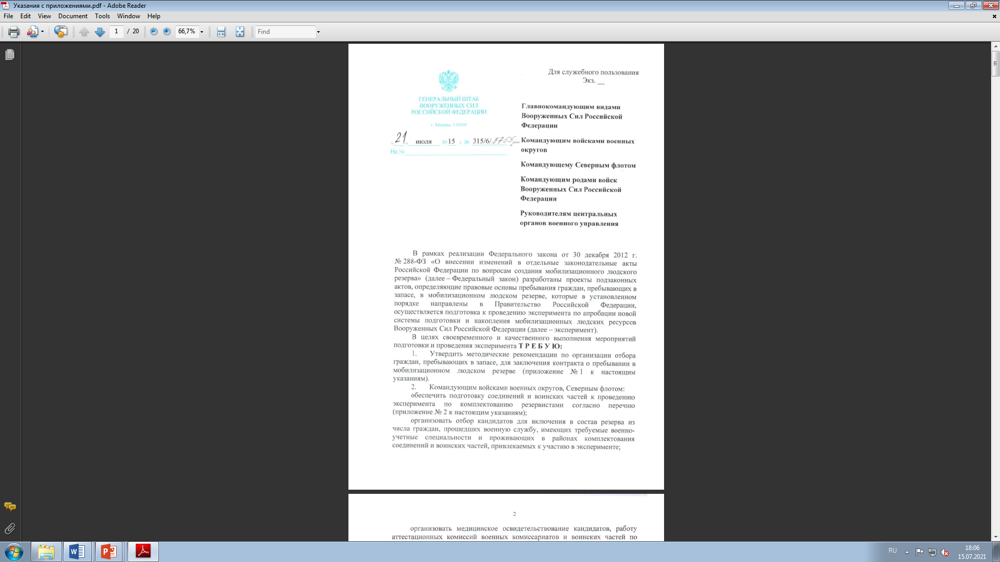 Указания с приложениями.pdf - Adobe Reader
File Edit View Document Tools Window Help
1 / 20 66,7% Find
Для служебного пользования
Экз. __
ГЕНЕРАЛЬНЫЙ ШТАБ
ВООРУЖЕННЫХ СИЛ
РОССИЙСКОЙ ФЕДЕРАЦИИ
г. Москва, 119160
« 21 » июля 2015 г. № 315/6/3755
На №
Главнокомандующим видами
Вооруженных Сил Российской
Федерации
Командующим войсками военных
округов
Командующему Северным флотом
Командующим родами войск
Вооруженных Сил Российской
Федерации
Руководителям центральных
органов военного управления
В рамках реализации Федерального закона от 30 декабря 2012 г.
№ 288-ФЗ «О внесении изменений в отдельные законодательные акты
Российской Федерации по вопросам создания мобилизационного людского
резерва» (далее – Федеральный закон) разработаны проекты подзаконных
актов, определяющие правовые основы пребывания граждан, пребывающих в
запасе, в мобилизационном людском резерве, которые в установленном
порядке направлены в Правительство Российской Федерации,
осуществляется подготовка к проведению эксперимента по апробации новой
системы подготовки и накопления мобилизационных людских ресурсов
Вооруженных Сил Российской Федерации (далее – эксперимент).
В целях своевременного и качественного выполнения мероприятий
подготовки и проведения эксперимента Т Р Е Б У Ю:
1. Утвердить методические рекомендации по организации отбора
граждан, пребывающих в запасе, для заключения контракта о пребывании в
мобилизационном людском резерве (приложение № 1 к настоящим
указаниям).
2. Командующим войсками военных округов, Северным флотом:
обеспечить подготовку соединений и воинских частей к проведению
эксперимента по комплектованию резервистами согласно перечню
(приложение № 2 к настоящим указаниям);
организовать отбор кандидатов для включения в состав резерва из
числа граждан, прошедших военную службу, имеющих требуемые военно-
учетные специальности и проживающих в районах комплектования
соединений и воинских частей, привлекаемых к участию в эксперименте;
2
организовать медицинское освидетельствование кандидатов, работу
аттестационных комиссий военных комиссариатов и воинских частей по
RU
18:06
15.07.2021